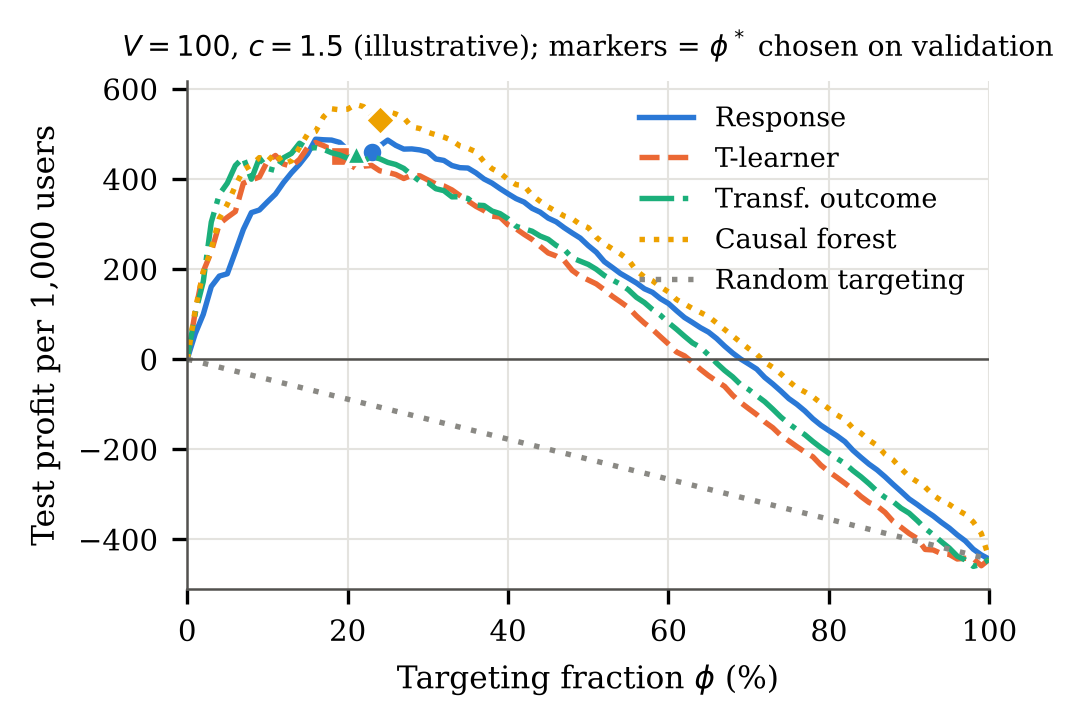 V = 100, c = 1.5 (illustrative); markers = ϕ* chosen on validation
Test profit per 1,000 users
600
400
200
0
−200
−400
Response
T-learner
Transf. outcome
Causal forest
Random targeting
0 20 40 60 80 100
Targeting fraction ϕ (%)